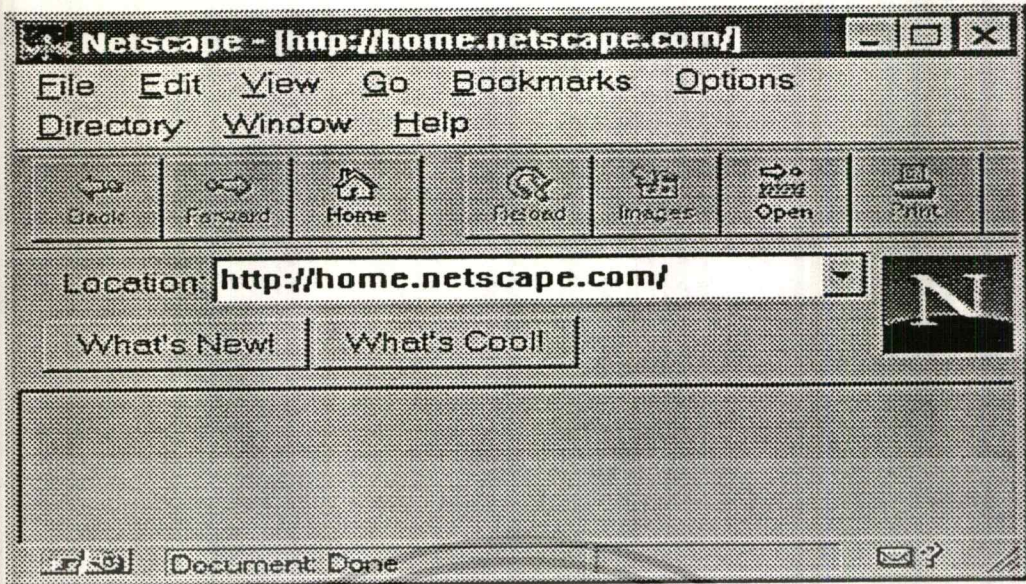 Netscape - [http://home.netscape.com/]
File Edit View Go Bookmarks Options
Directory Window Help
Back Forward Home Reload Images Open Print
Location: http://home.netscape.com/
N
What's New! What's Cool!
Document: Done
?